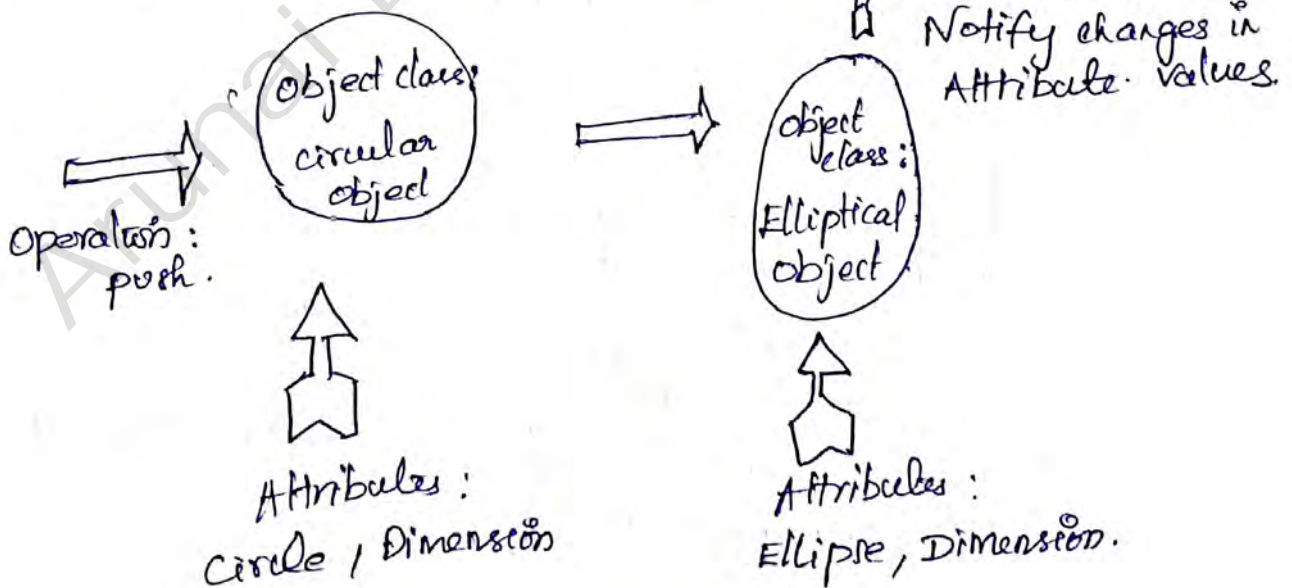 Notify changes in
Attribute. values.
object class:
circular
object
object
class:
Elliptical
object
Operation:
push.
Attributes:
circle, Dimension
Attributes:
Ellipse, Dimension.
Arunai